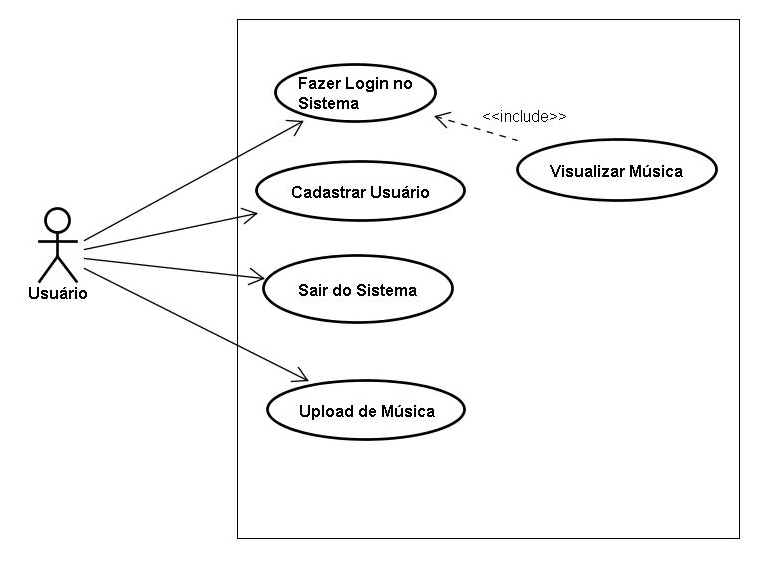 Fazer Login no
Sistema
<<include>>
Visualizar Música
Cadastrar Usuário
Usuário
Sair do Sistema
Upload de Música